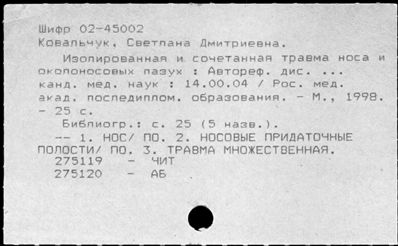 Шифр 02-45002
Ковальчук, Светлана Дмитриевна.
Изолированная и сочетанная травма носа и
околоносовых пазух : Автореф. дис. ...
канд. мед. наук : 14.00.04 / Рос. мед.
акад. последиплом. образования. - М., 1998.
- 25 с.
Библиогр.: с. 25 (5 назв.).
-- 1. НОС/ ПО. 2. НОСОВЫЕ ПРИДАТОЧНЫЕ
ПОЛОСТИ/ ПО. 3. ТРАВМА МНОЖЕСТВЕННАЯ.
275119 - ЧИТ
275120 - АБ